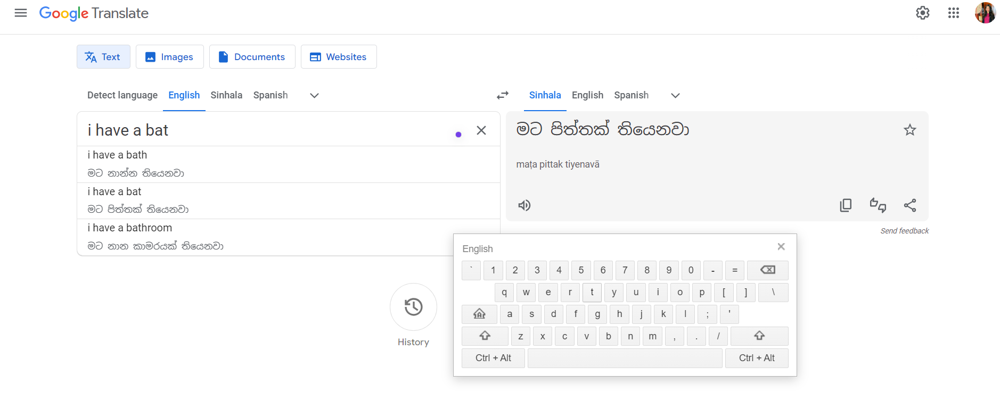 Google Translate
Text
Images
Documents
Websites
Detect language English Sinhala Spanish
Sinhala English Spanish
i have a bat
i have a bath
මට නාන්න තියෙනවා
i have a bat
මට පිත්තක් තියෙනවා
i have a bathroom
මට නාන කාමරයක් තියෙනවා
මට පිත්තක් තියෙනවා
maṭa pittak tiyenavā
Send feedback
History
English
` 1 2 3 4 5 6 7 8 9 0 - =
q w e r t y u i o p [ ] \
a s d f g h j k l ; '
z x c v b n m , . /
Ctrl + Alt Ctrl + Alt